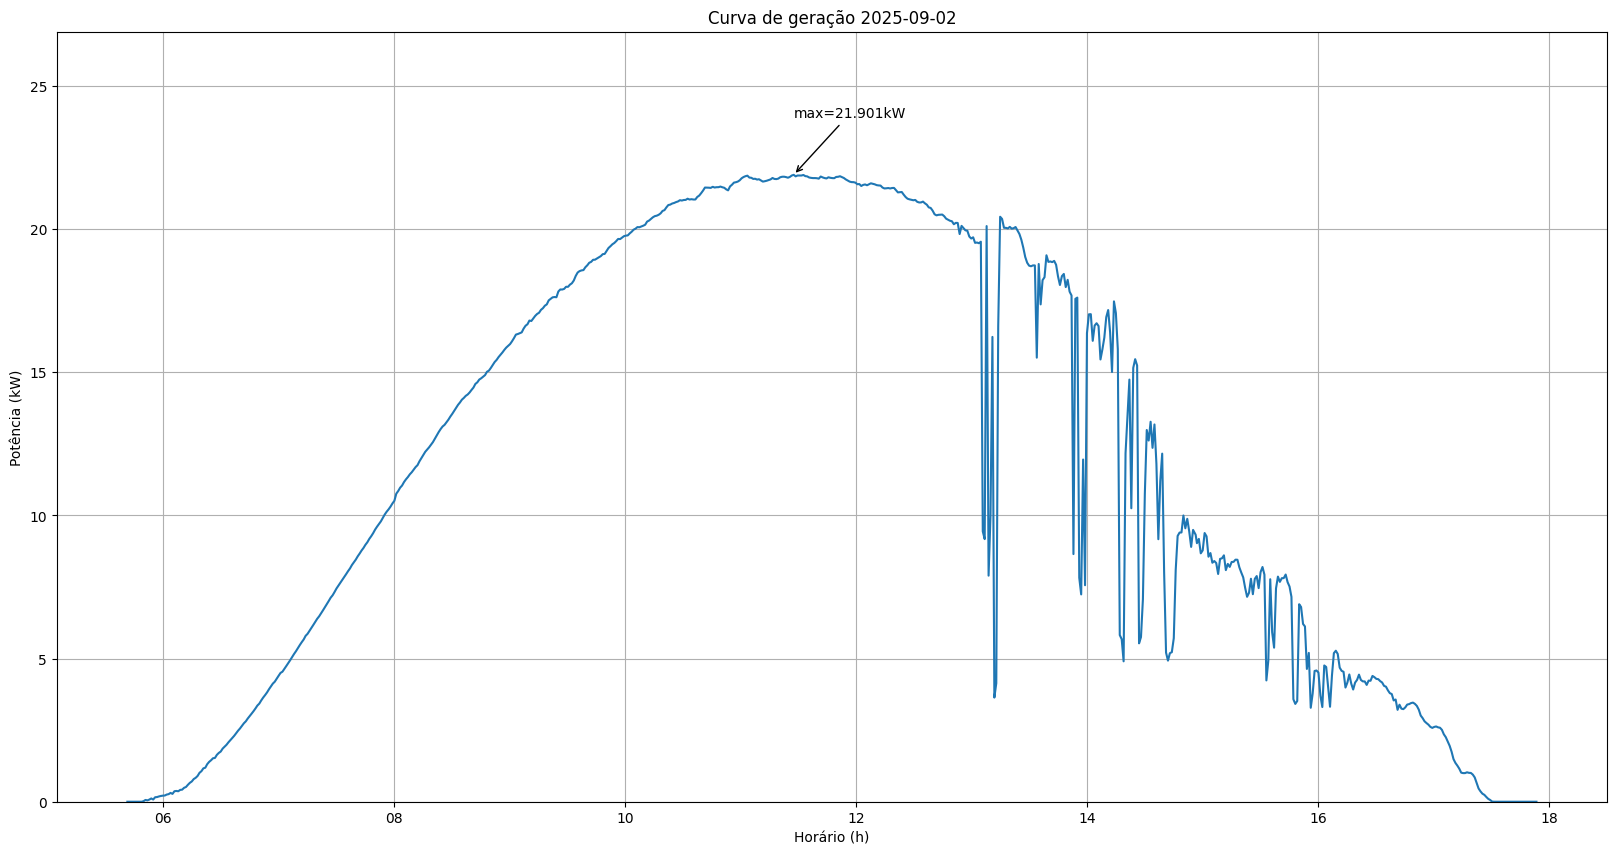 Curva de geração 2025-09-02
max=21.901kW
Potência (kW)
25
20
15
10
5
0
06 08 10 12 14 16 18
Horário (h)